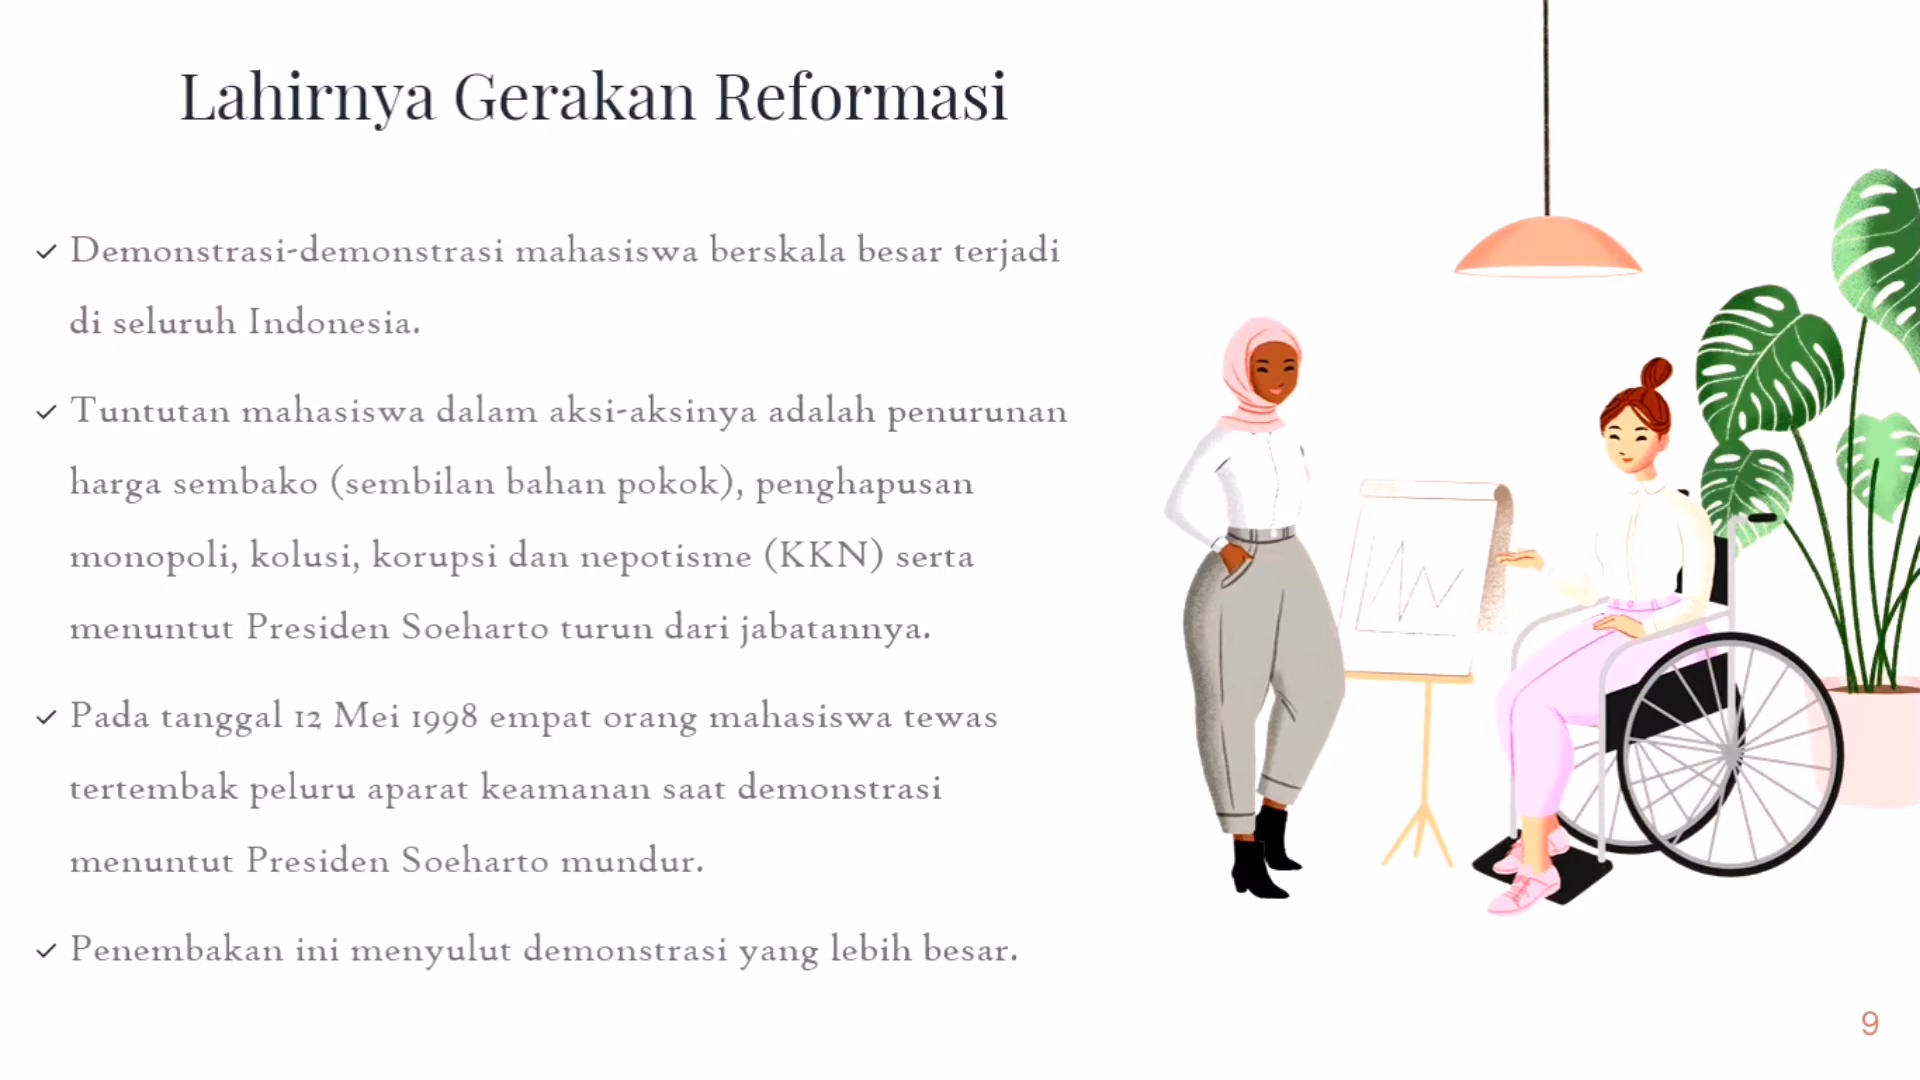 Lahirnya Gerakan Reformasi
✓ Demonstrasi-demonstrasi mahasiswa berskala besar terjadi
di seluruh Indonesia.
✓ Tuntutan mahasiswa dalam aksi-aksinya adalah penurunan
harga sembako (sembilan bahan pokok), penghapusan
monopoli, kolusi, korupsi dan nepotisme (KKN) serta
menuntut Presiden Soeharto turun dari jabatannya.
✓ Pada tanggal 12 Mei 1998 empat orang mahasiswa tewas
tertembak peluru aparat keamanan saat demonstrasi
menuntut Presiden Soeharto mundur.
✓ Penembakan ini menyulut demonstrasi yang lebih besar.
9